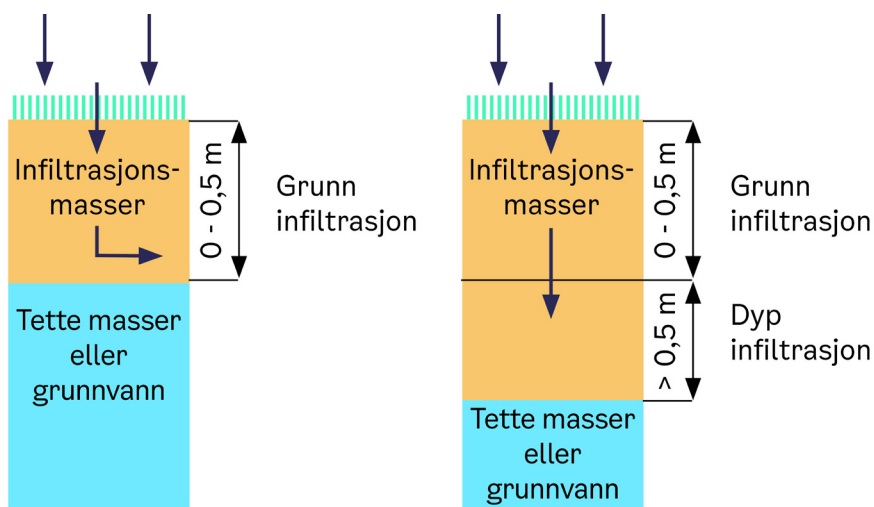 Infiltrasjons-
masser
0 - 0,5 m
Grunn
infiltrasjon
Tette masser
eller
grunnvann
Infiltrasjons-
masser
0 - 0,5 m
Grunn
infiltrasjon
> 0,5 m
Dyp
infiltrasjon
Tette masser
eller
grunnvann